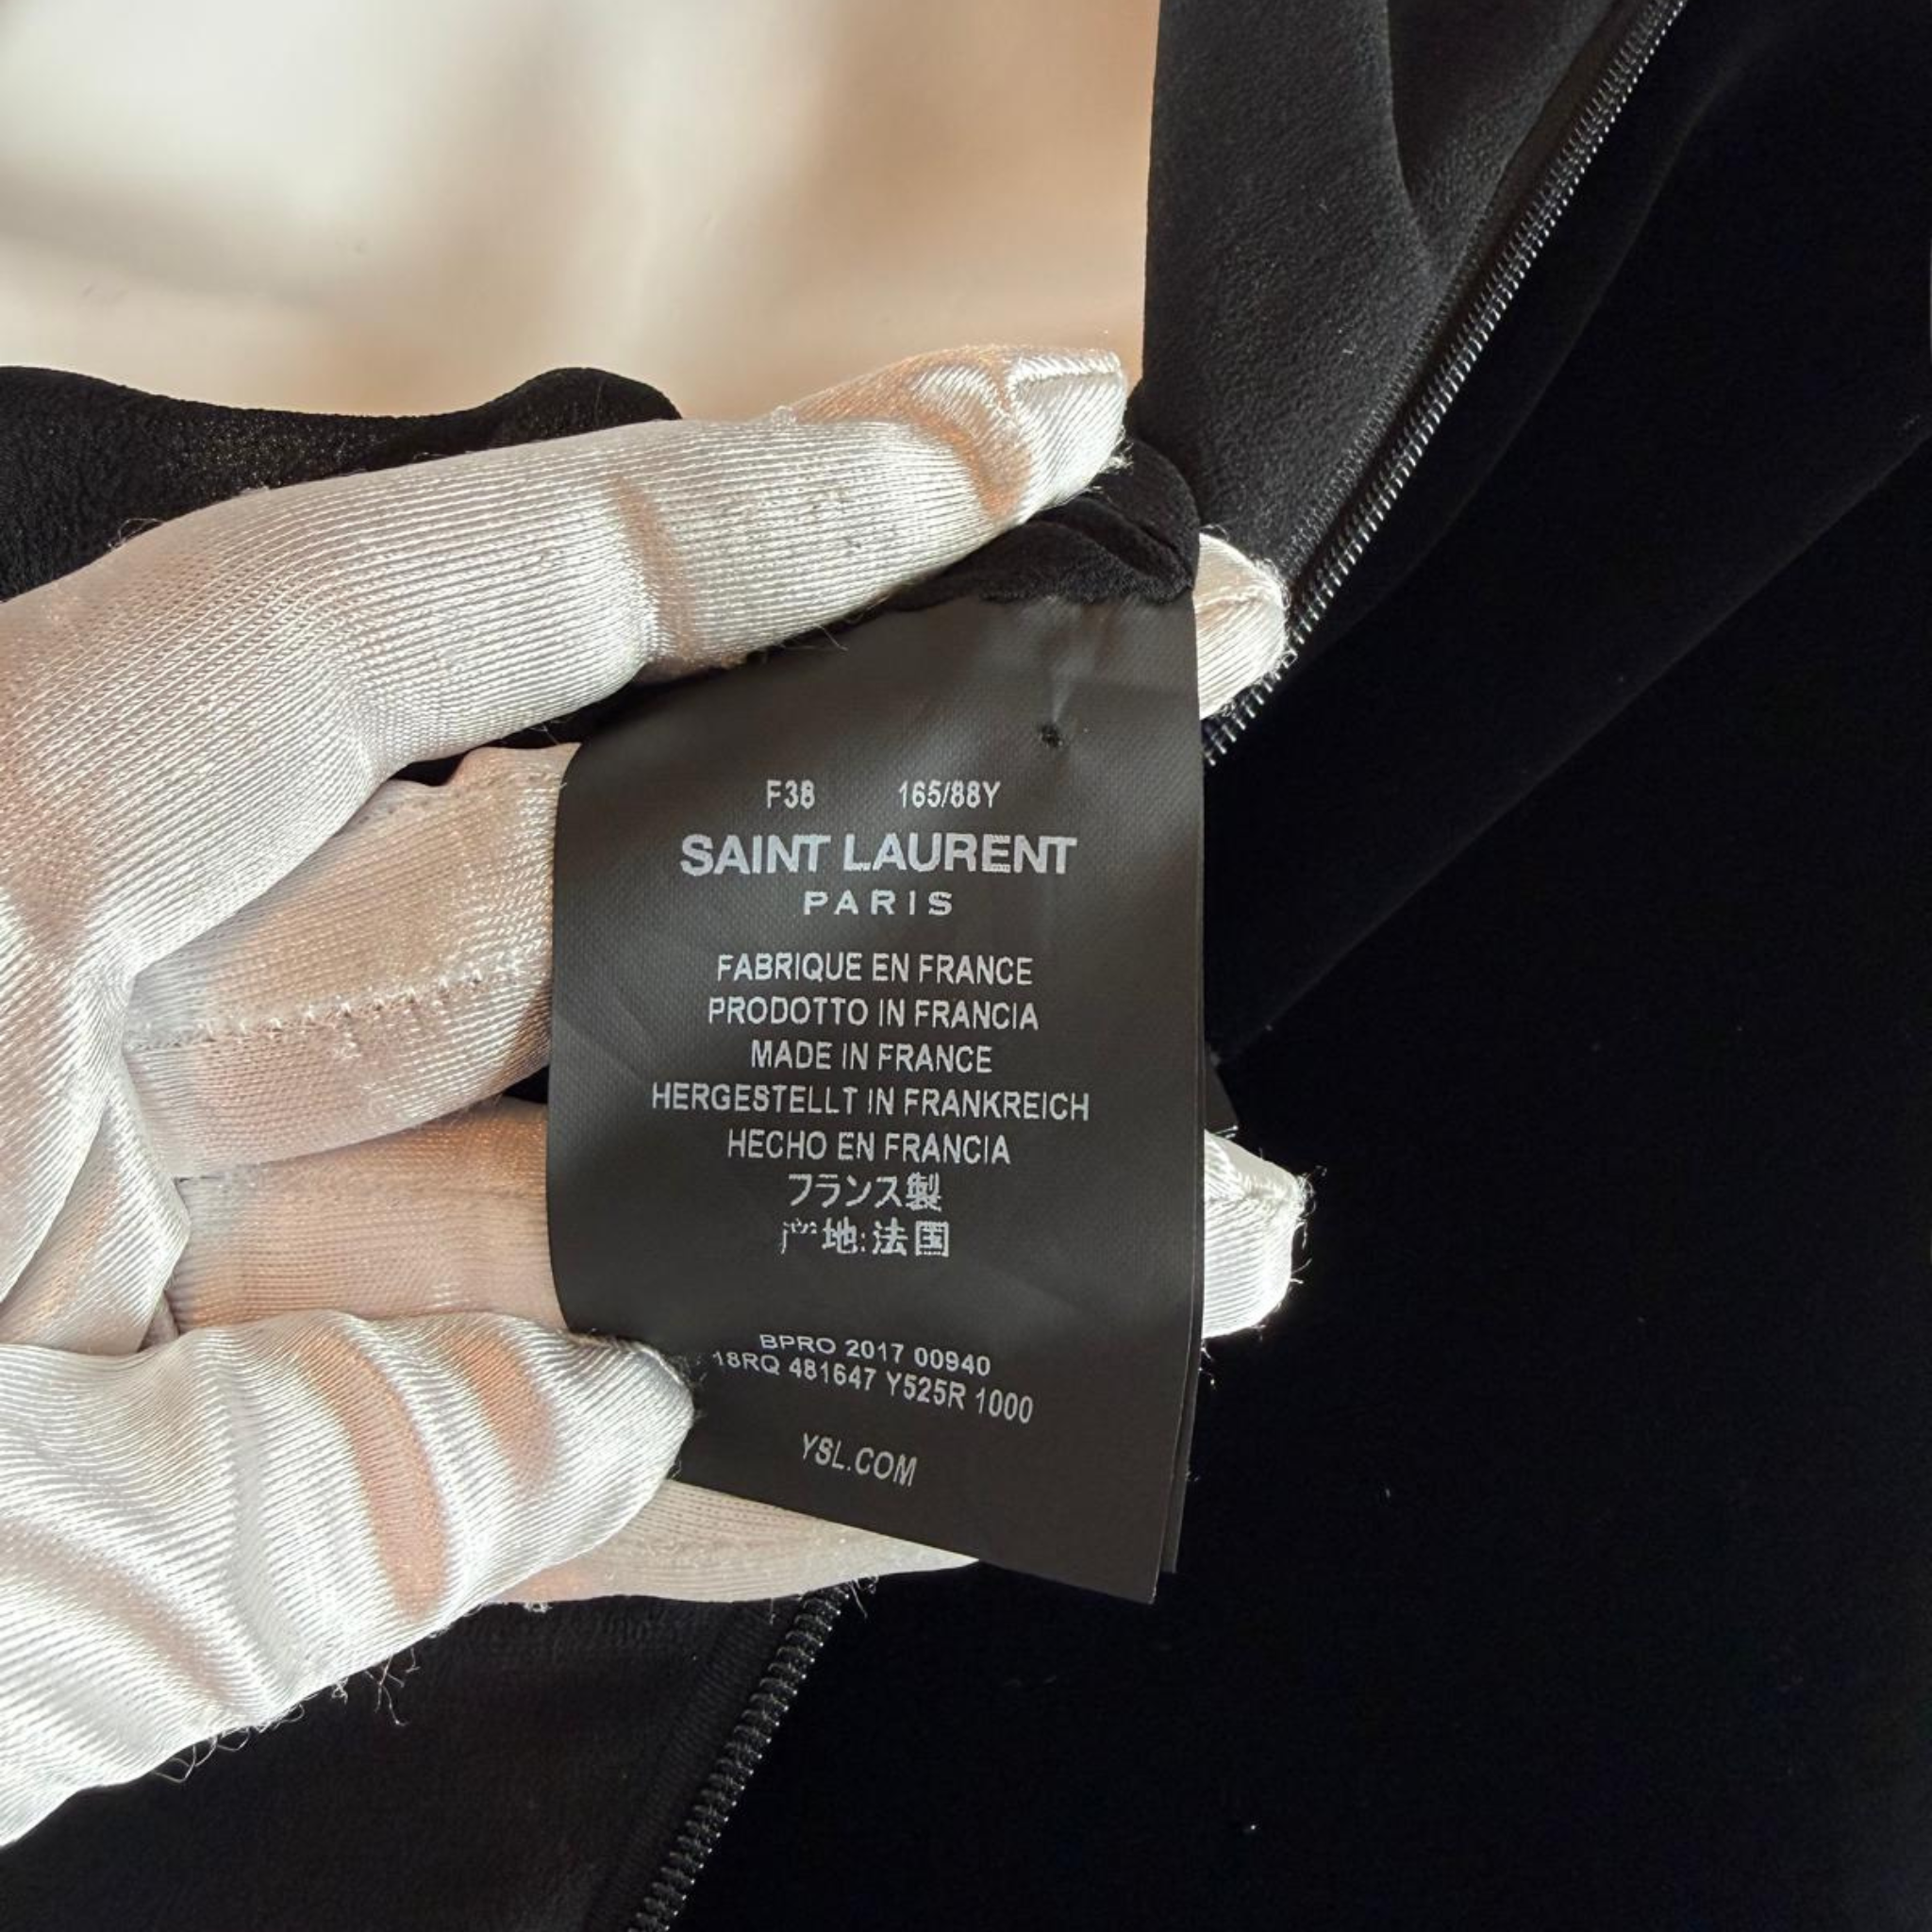 F38 165/88Y
SAINT LAURENT
PARIS
FABRIQUE EN FRANCE
PRODOTTO IN FRANCIA
MADE IN FRANCE
HERGESTELLT IN FRANKREICH
HECHO EN FRANCIA
フランス製
产地:法国
BPRO 2017 00940
18RQ 481647 Y525R 1000
YSL.COM